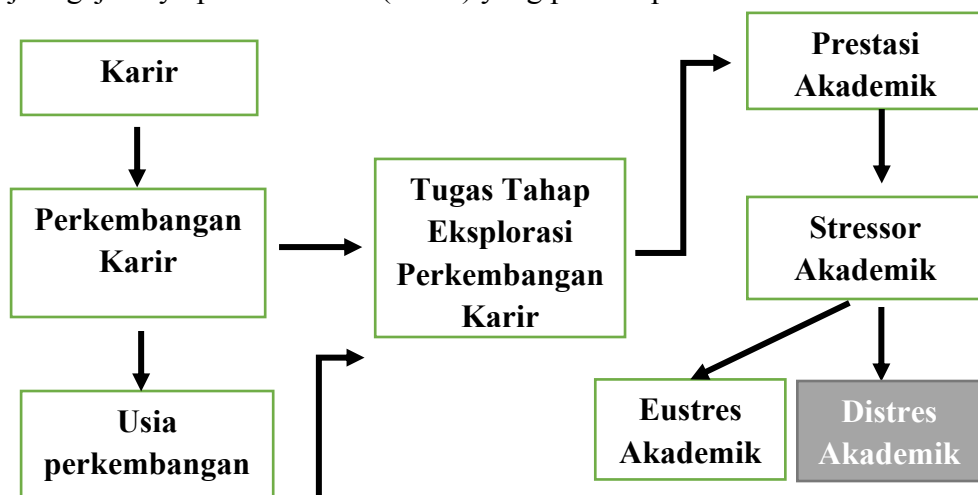 Karir
Perkembangan
Karir
Usia
perkembangan
Tugas Tahap
Eksplorasi
Perkembangan
Karir
Prestasi
Akademik
Stressor
Akademik
Eustres
Akademik
Distres
Akademik